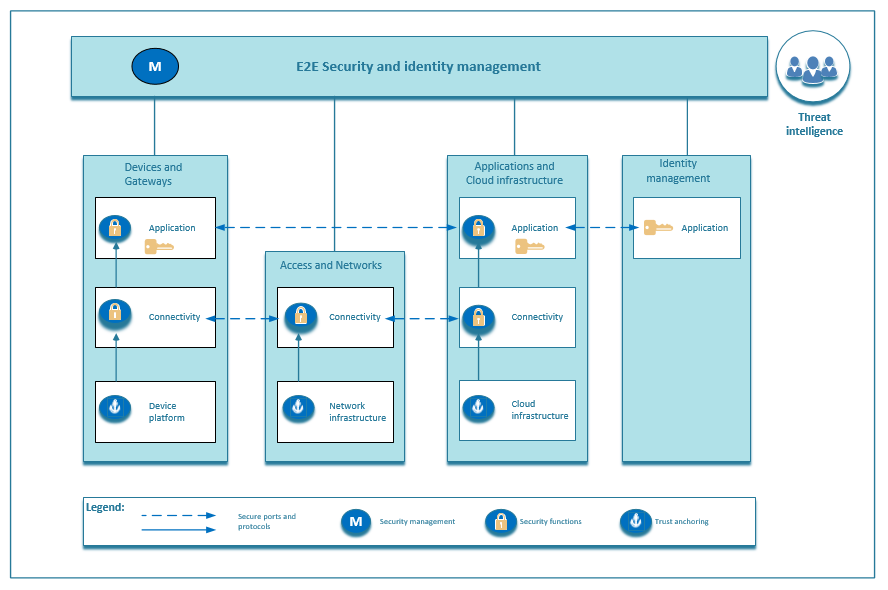 M
E2E Security and identity management
Threat
intelligence
Devices and
Gateways
Application
Connectivity
Device
platform
Access and Networks
Connectivity
Network
infrastructure
Applications and
Cloud infrastructure
Application
Connectivity
Cloud
infrastructure
Identity
management
Application
Legend:
Secure ports and
protocols
M
Security management
Security functions
Trust anchoring